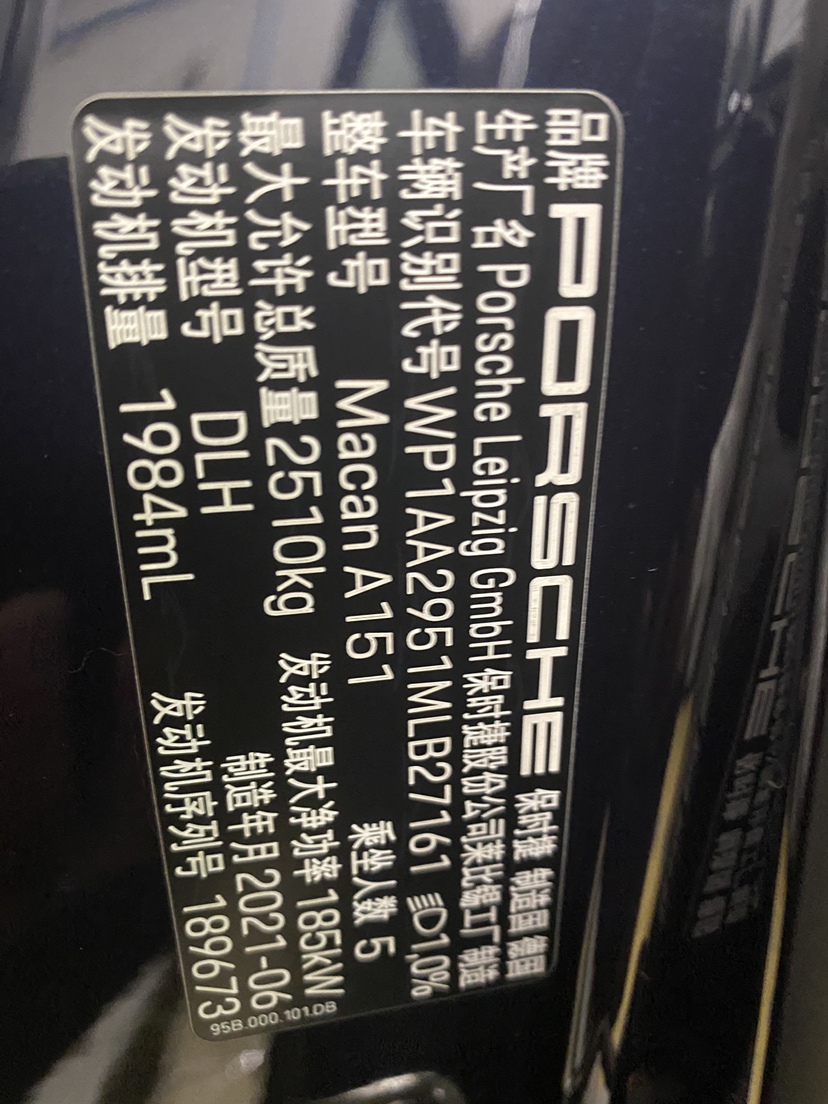 品牌 PORSCHE 保时捷 制造国 德国
生产厂名 Porsche Leipzig GmbH 保时捷股份公司莱比锡工厂 制造
车辆识别代号 WP1AA2951MLB27161 1,0%
整车型号 Macan A151 乘坐人数 5
最大允许总质量 2510kg 发动机最大净功率 185kW
发动机型号 DLH 制造年月 2021-06
发动机排量 1984mL 发动机序列号 189673
95B.000.101.DB